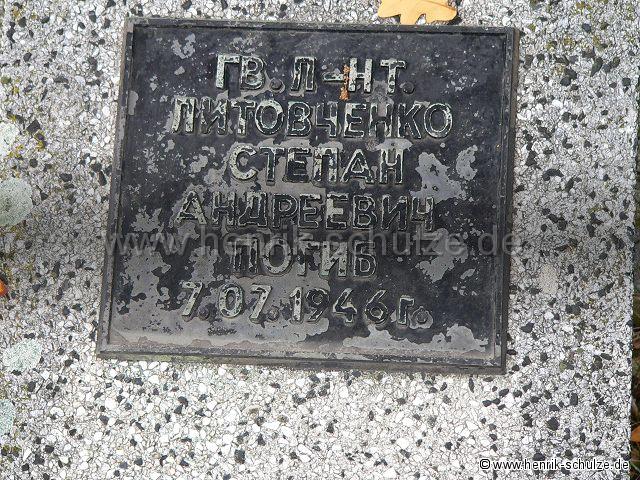 ГВ. Л-НТ.
ЛИТОВЧЕНКО
СТЕПАН
АНДРЕЕВИЧ
ПОГИБ
7.07.1946 г.
©www.henrik-schulze.de
©www.henrik-schulze.de